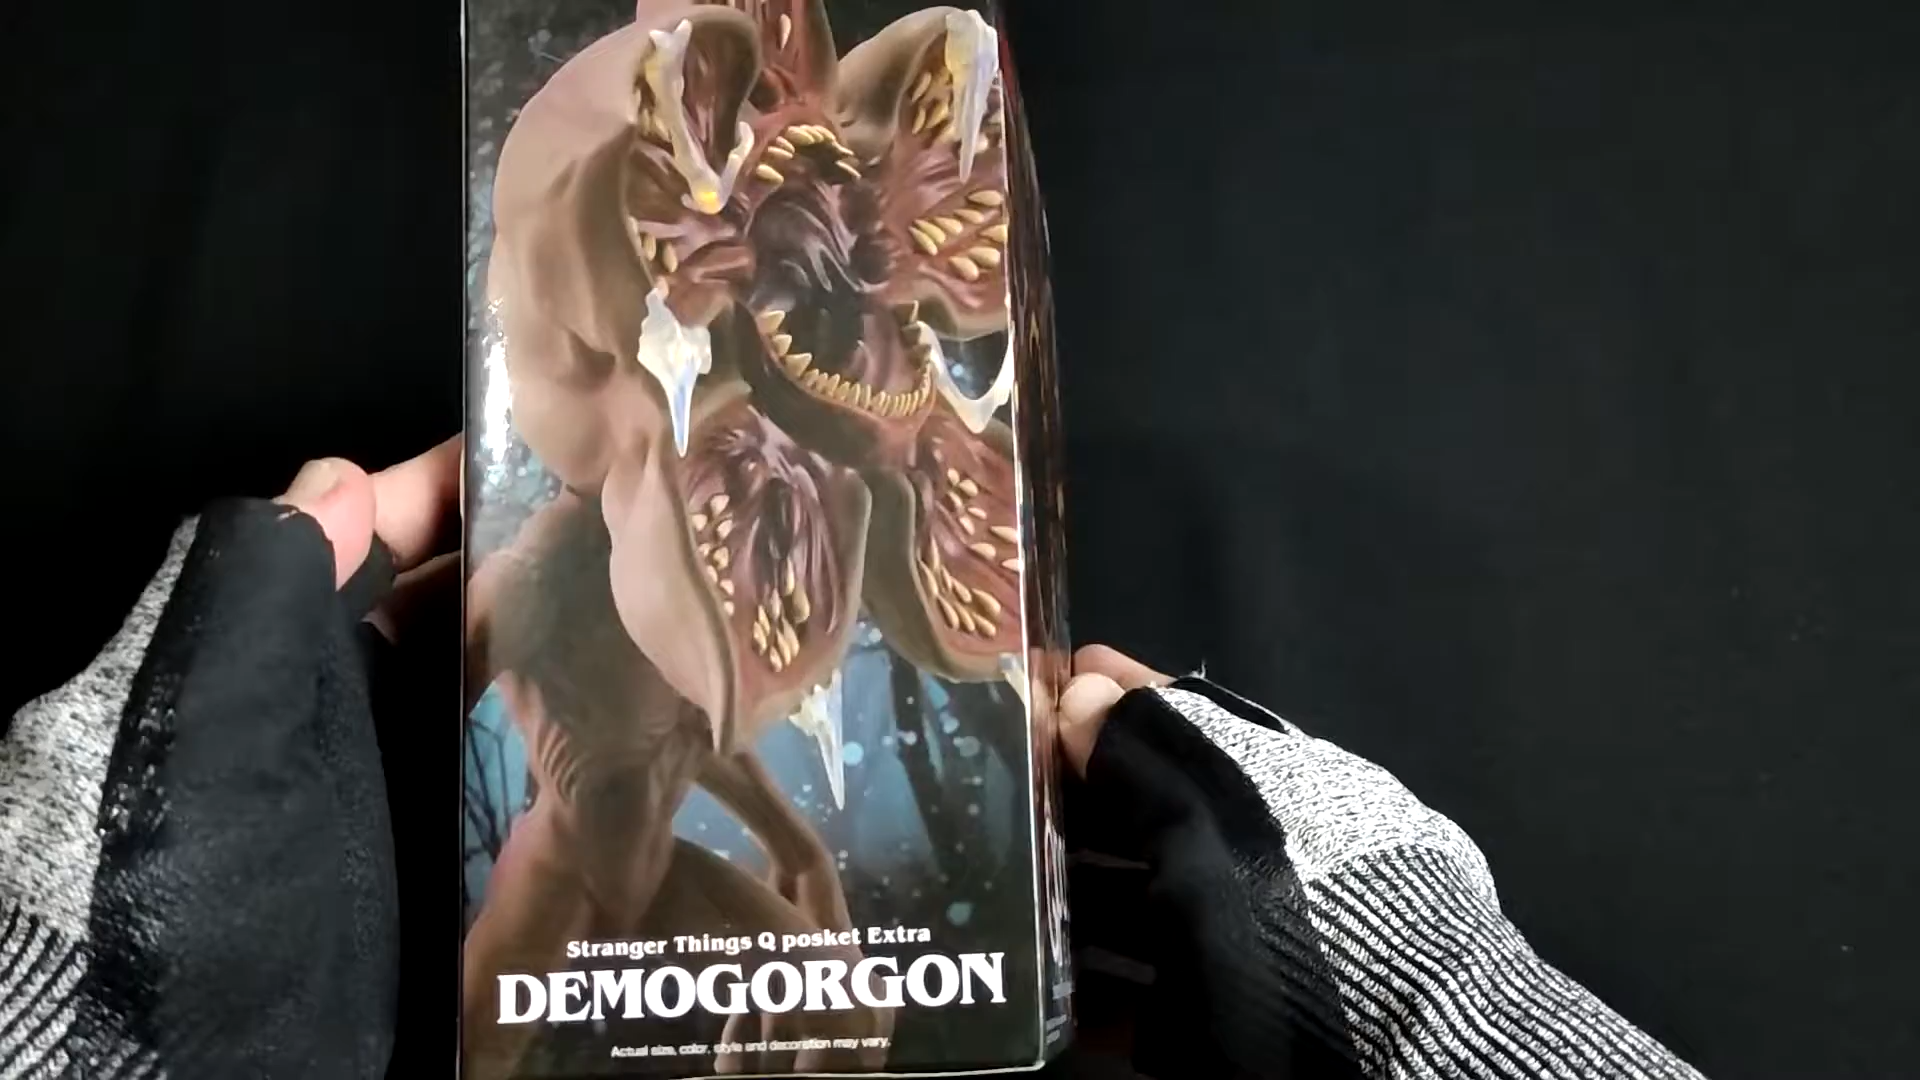 Stranger Things Q posket Extra
DEMOGORGON
Actual size, color, style and decoration may vary.